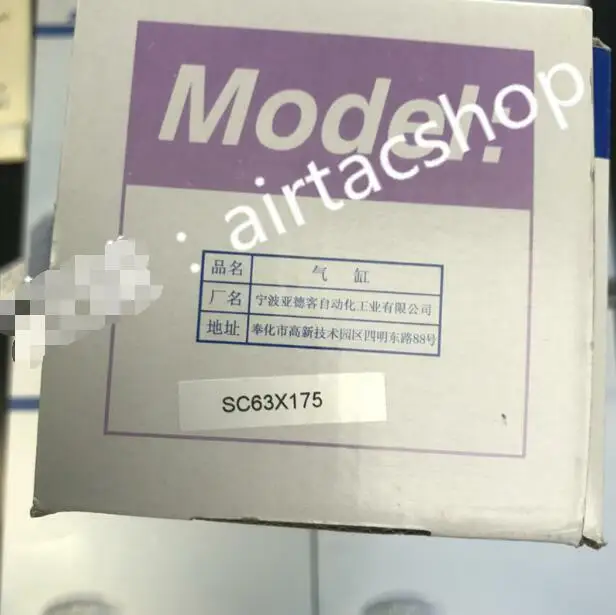 Model:
airtacshop
品名 气 缸
厂名 宁波亚德客自动化工业有限公司
地址 奉化市高新技术园区四明东路88号
SC63X175